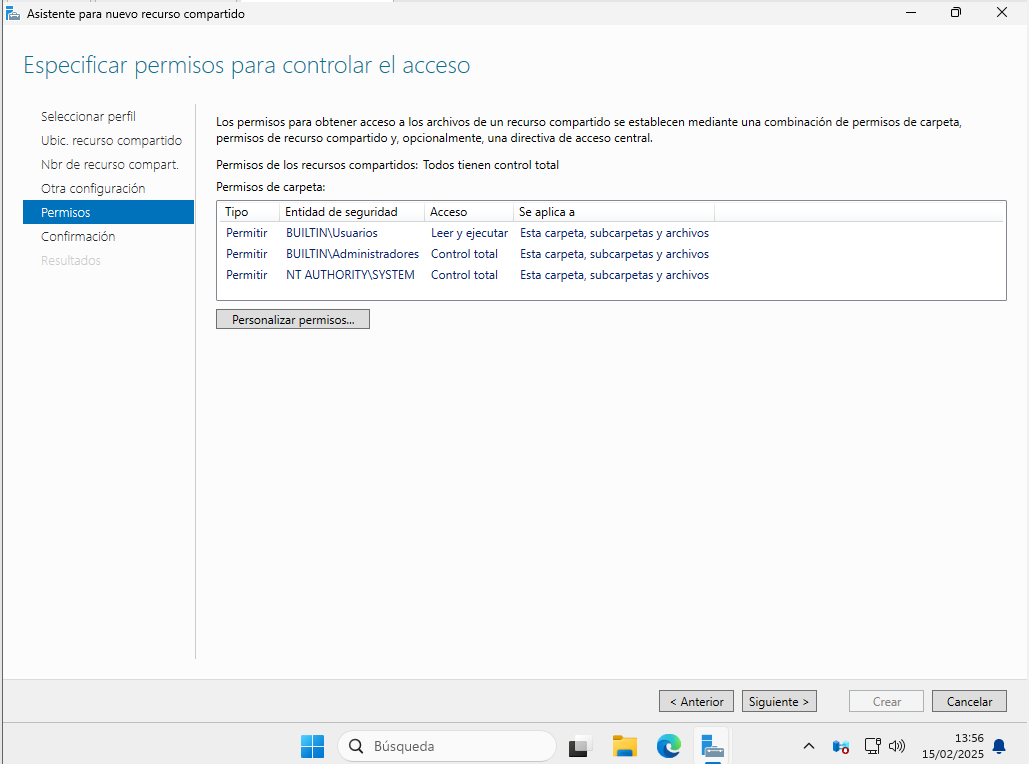 Asistente para nuevo recurso compartido
Especificar permisos para controlar el acceso
Seleccionar perfil
Ubic. recurso compartido
Nbr de recurso compart.
Otra configuración
Permisos
Confirmación
Resultados
Los permisos para obtener acceso a los archivos de un recurso compartido se establecen mediante una combinación de permisos de carpeta,
permisos de recurso compartido y, opcionalmente, una directiva de acceso central.
Permisos de los recursos compartidos: Todos tienen control total
Permisos de carpeta:
Tipo Entidad de seguridad Acceso Se aplica a
Permitir BUILTIN\Usuarios Leer y ejecutar Esta carpeta, subcarpetas y archivos
Permitir BUILTIN\Administradores Control total Esta carpeta, subcarpetas y archivos
Permitir NT AUTHORITY\SYSTEM Control total Esta carpeta, subcarpetas y archivos
Personalizar permisos...
< Anterior Siguiente > Crear Cancelar
Búsqueda
13:56
15/02/2025